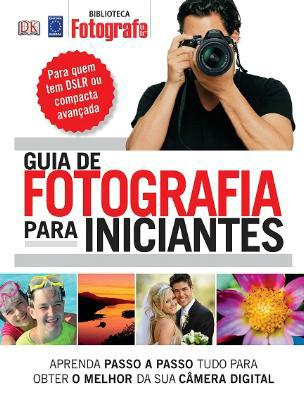 DK
BIBLIOTECA
Fotografe
Para quem
tem DSLR ou
compacta
avançada
GUIA DE
FOTOGRAFIA
PARA INICIANTES
APRENDA PASSO A PASSO TUDO PARA
OBTER O MELHOR DA SUA CÂMERA DIGITAL